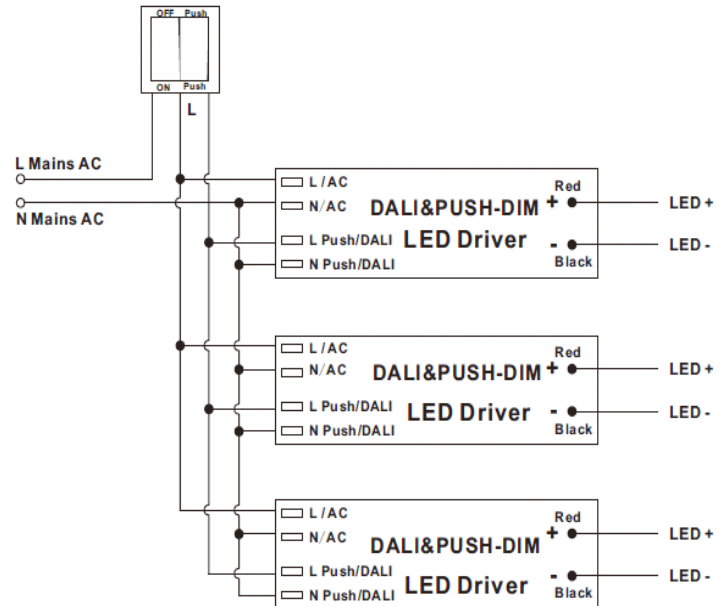 OFF Push
ON Push
L
L Mains AC
N Mains AC
L/AC
N/AC
L Push/DALI
N Push/DALI
DALI&PUSH-DIM
LED Driver
Red
+
-
Black
LED +
LED -
L/AC
N/AC
L Push/DALI
N Push/DALI
DALI&PUSH-DIM
LED Driver
Red
+
-
Black
LED +
LED -
L/AC
N/AC
L Push/DALI
N Push/DALI
DALI&PUSH-DIM
LED Driver
Red
+
-
Black
LED +
LED -